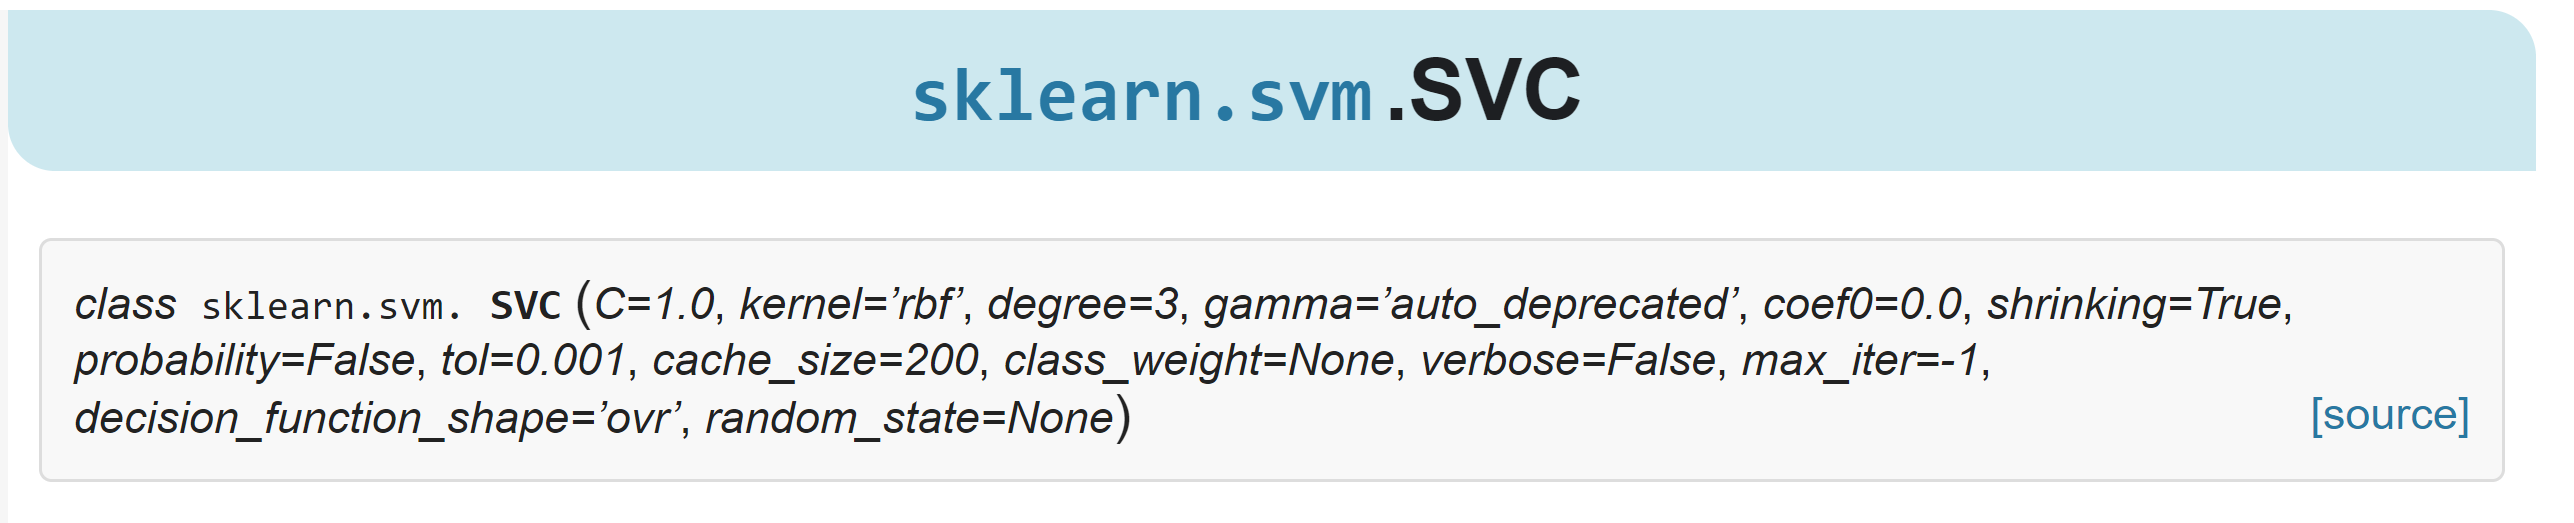 sklearn.svm.SVC
class sklearn.svm. SVC (C=1.0, kernel=’rbf’, degree=3, gamma=’auto_deprecated’, coef0=0.0, shrinking=True,
probability=False, tol=0.001, cache_size=200, class_weight=None, verbose=False, max_iter=-1,
decision_function_shape=’ovr’, random_state=None) [source]